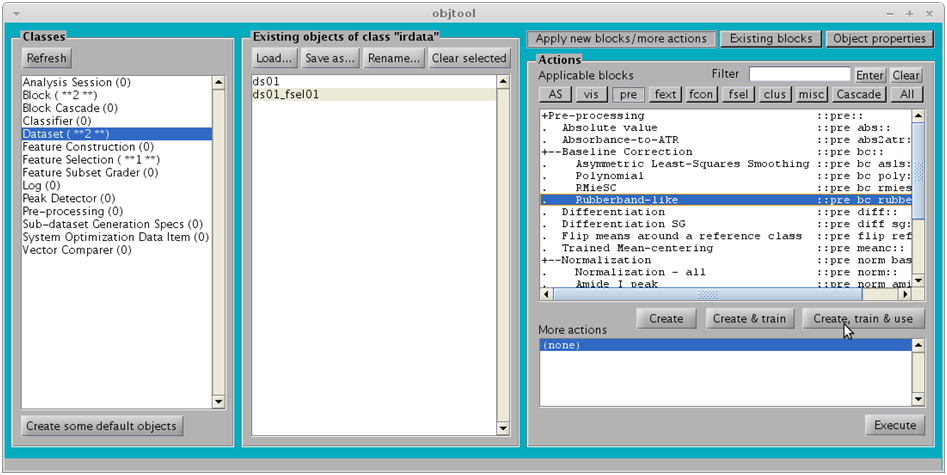 objtool
Classes
Refresh
Analysis Session (0)
Block ( **2 **)
Block Cascade (0)
Classifier (0)
Dataset ( **2 **)
Feature Construction (0)
Feature Selection ( **1 **)
Feature Subset Grader (0)
Log (0)
Peak Detector (0)
Pre-processing (0)
Sub-dataset Generation Specs (0)
System Optimization Data Item (0)
Vector Comparer (0)
Create some default objects
Existing objects of class "irdata"
Load... Save as... Rename... Clear selected
ds01
ds01_fsel01
Apply new blocks/more actions Existing blocks Object properties
Actions
Applicable blocks Filter Enter Clear
AS vis pre fext fcon fsel clus misc Cascade All
+Pre-processing ::pre::
. Absolute value ::pre abs::
. Absorbance-to-ATR ::pre abs2atr:
+--Baseline Correction ::pre bc::
. Asymmetric Least-Squares Smoothing ::pre bc asls:
. Polynomial ::pre bc poly:
. RMieSC ::pre bc rmies
. Rubberband-like ::pre bc rubbe
. Differentiation ::pre diff::
. Differentiation SG ::pre diff sg:
. Flip means around a reference class ::pre flip ref
. Trained Mean-centering ::pre meanc::
+--Normalization ::pre norm bas
. Normalization - all ::pre norm::
. Amide I peak ::pre norm ami
Create Create & train Create, train & use
More actions
(none)
Execute